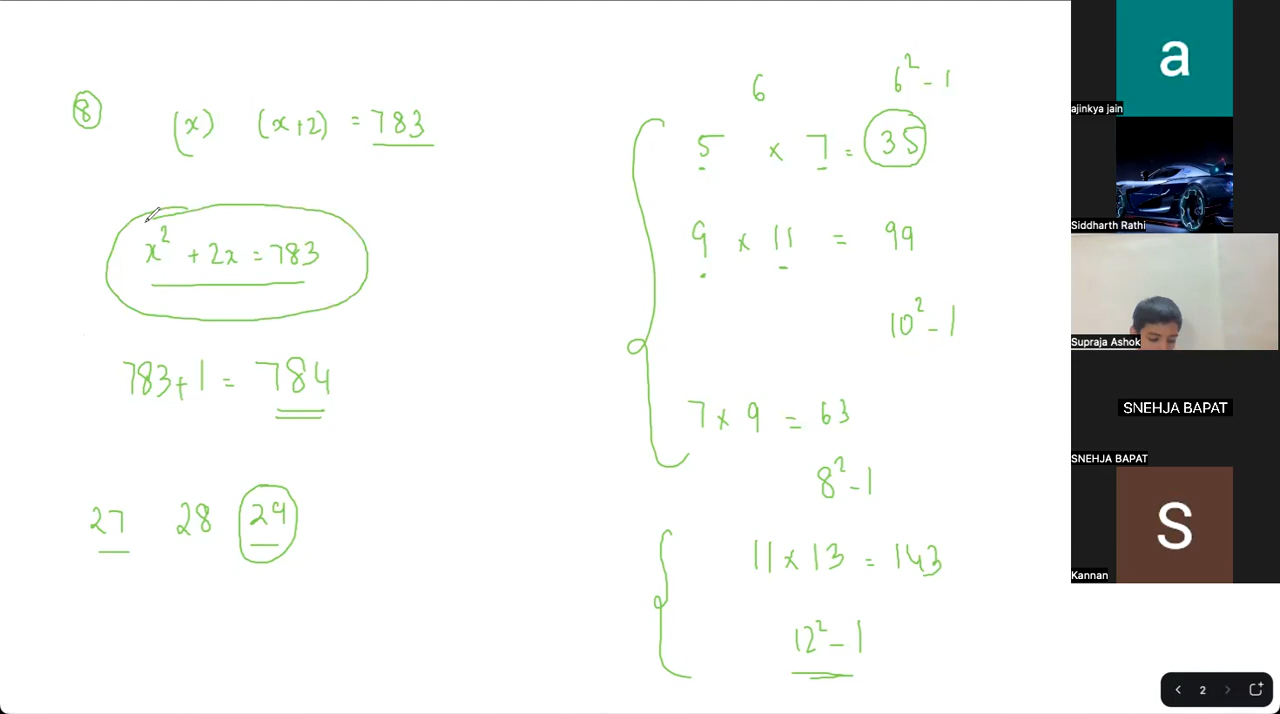 ⑧ (x) (x+2) = 783
x² + 2x = 783
783+1 = 784
27 28 29
6 6² - 1
5 x 7 = 35
9 x 11 = 99
10² - 1
7 x 9 = 63
8² - 1
11 x 13 = 143
12² - 1
a
ajinkya jain
Siddharth Rathi
Supraja Ashok
SNEHJA BAPAT
SNEHJA BAPAT
S
Kannan
2